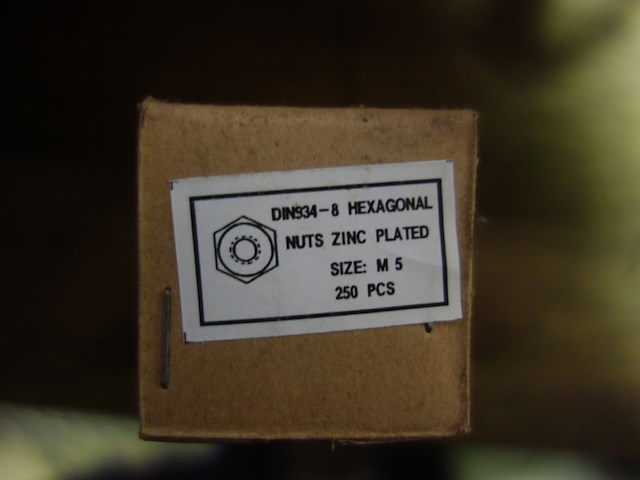 DIN934-8 HEXAGONAL
NUTS ZINC PLATED
SIZE: M 5
250 PCS